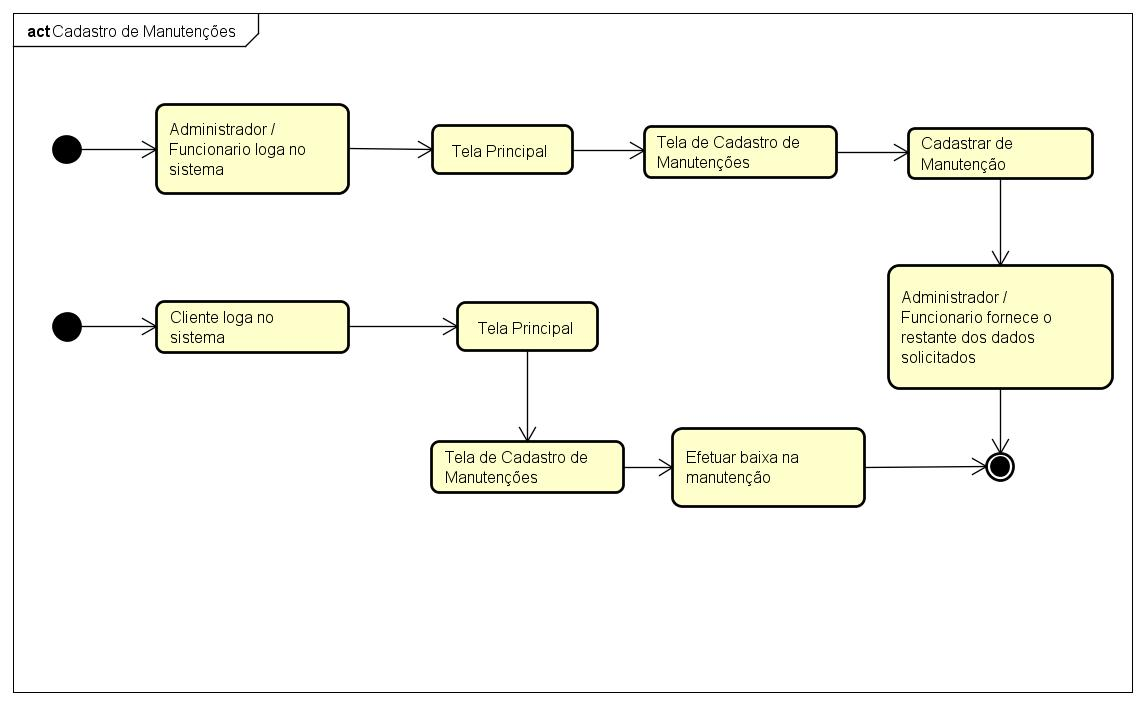 act Cadastro de Manutenções
Administrador /
Funcionario loga no
sistema
Tela Principal
Tela de Cadastro de
Manutenções
Cadastrar de
Manutenção
Administrador /
Funcionario fornece o
restante dos dados
solicitados
Cliente loga no
sistema
Tela Principal
Tela de Cadastro de
Manutenções
Efetuar baixa na
manutenção